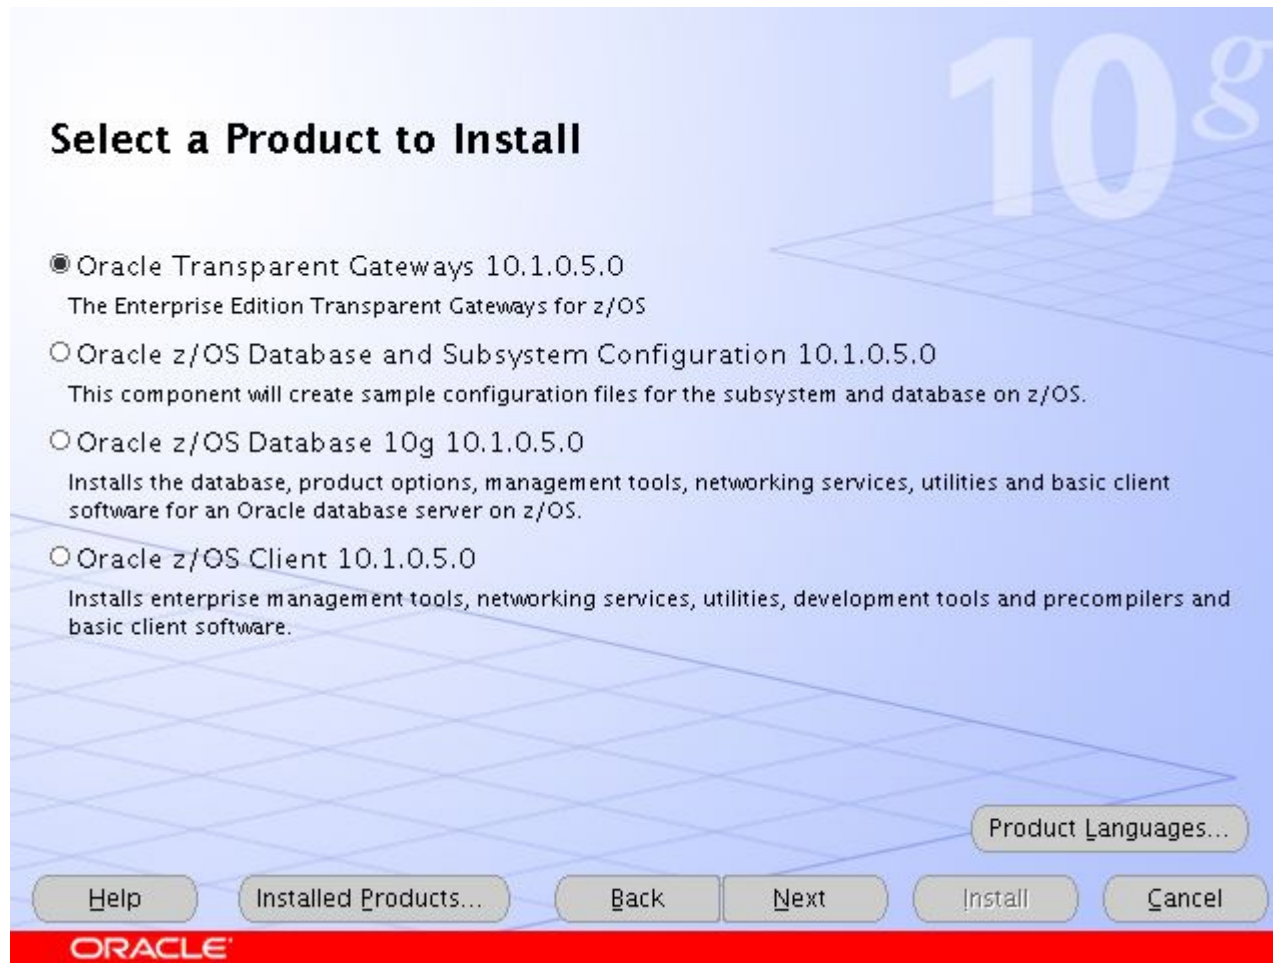 10g
Select a Product to Install
Oracle Transparent Gateways 10.1.0.5.0
The Enterprise Edition Transparent Gateways for z/OS
Oracle z/OS Database and Subsystem Configuration 10.1.0.5.0
This component will create sample configuration files for the subsystem and database on z/OS.
Oracle z/OS Database 10g 10.1.0.5.0
Installs the database, product options, management tools, networking services, utilities and basic client
software for an Oracle database server on z/OS.
Oracle z/OS Client 10.1.0.5.0
Installs enterprise management tools, networking services, utilities, development tools and precompilers and
basic client software.
Product Languages...
Help Installed Products... Back Next Install Cancel
ORACLE